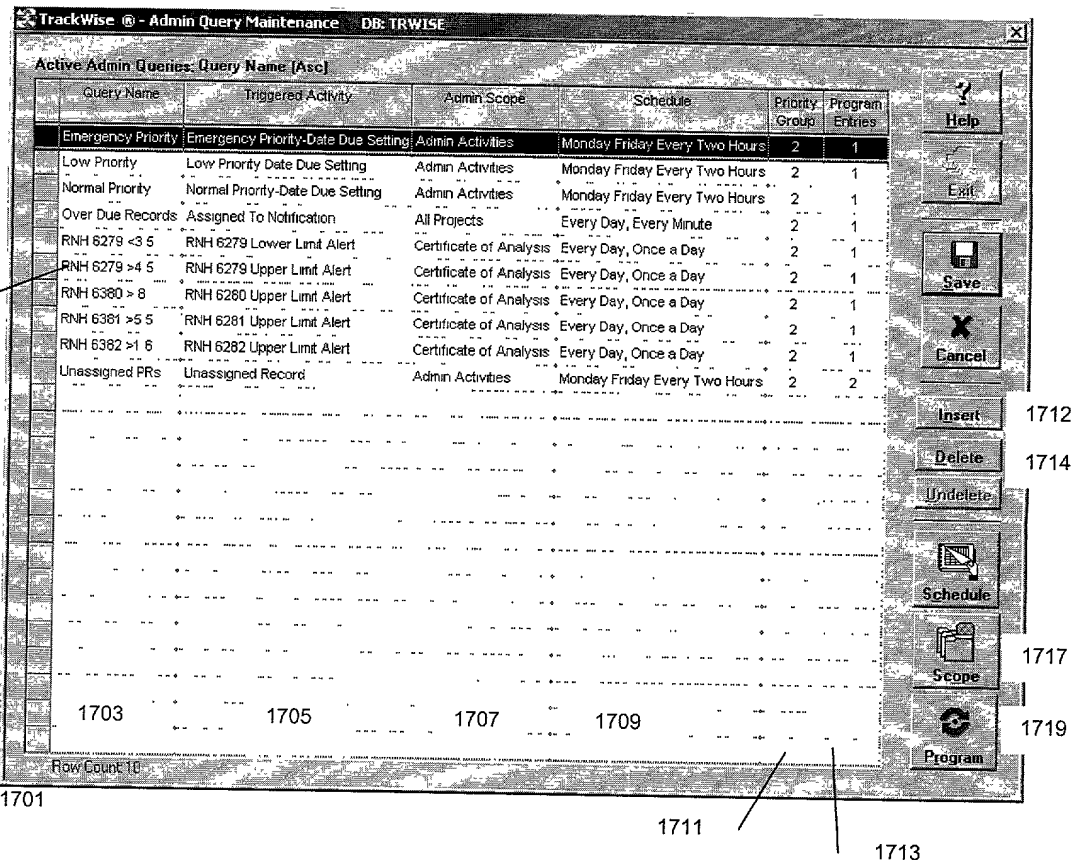 TrackWise ® - Admin Query Maintenance DB: TRWISE
Active Admin Queries: Query Name (Asc)
Query Name Triggered Activity Admin Scope Schedule Priority Group Program Entries
Emergency Priority Emergency Priority-Date Due Setting Admin Activities Monday Friday Every Two Hours 2 1
Low Priority Low Priority Date Due Setting Admin Activities Monday Friday Every Two Hours 2 1
Normal Priority Normal Priority-Date Due Setting Admin Activities Monday Friday Every Two Hours 2 1
Over Due Records Assigned To Notification All Projects Every Day, Every Minute 2 1
RNH 6279 <3 5 RNH 6279 Lower Limit Alert Certificate of Analysis Every Day, Once a Day 2 1
RNH 6279 >4 5 RNH 6279 Upper Limit Alert Certificate of Analysis Every Day, Once a Day 2 1
RNH 6380 > 8 RNH 6280 Upper Limit Alert Certificate of Analysis Every Day, Once a Day 2 1
RNH 6381 >5 5 RNH 6281 Upper Limit Alert Certificate of Analysis Every Day, Once a Day 2 1
RNH 6382 >1 6 RNH 6282 Upper Limit Alert Certificate of Analysis Every Day, Once a Day 2 1
Unassigned PRs Unassigned Record Admin Activities Monday Friday Every Two Hours 2 2
Row Count: 10
?
Help
Exit
Save
Cancel
Insert 1712
Delete 1714
Undelete
Schedule
Scope 1717
Program 1719
1703 1705 1707 1709
1701
1711
1713